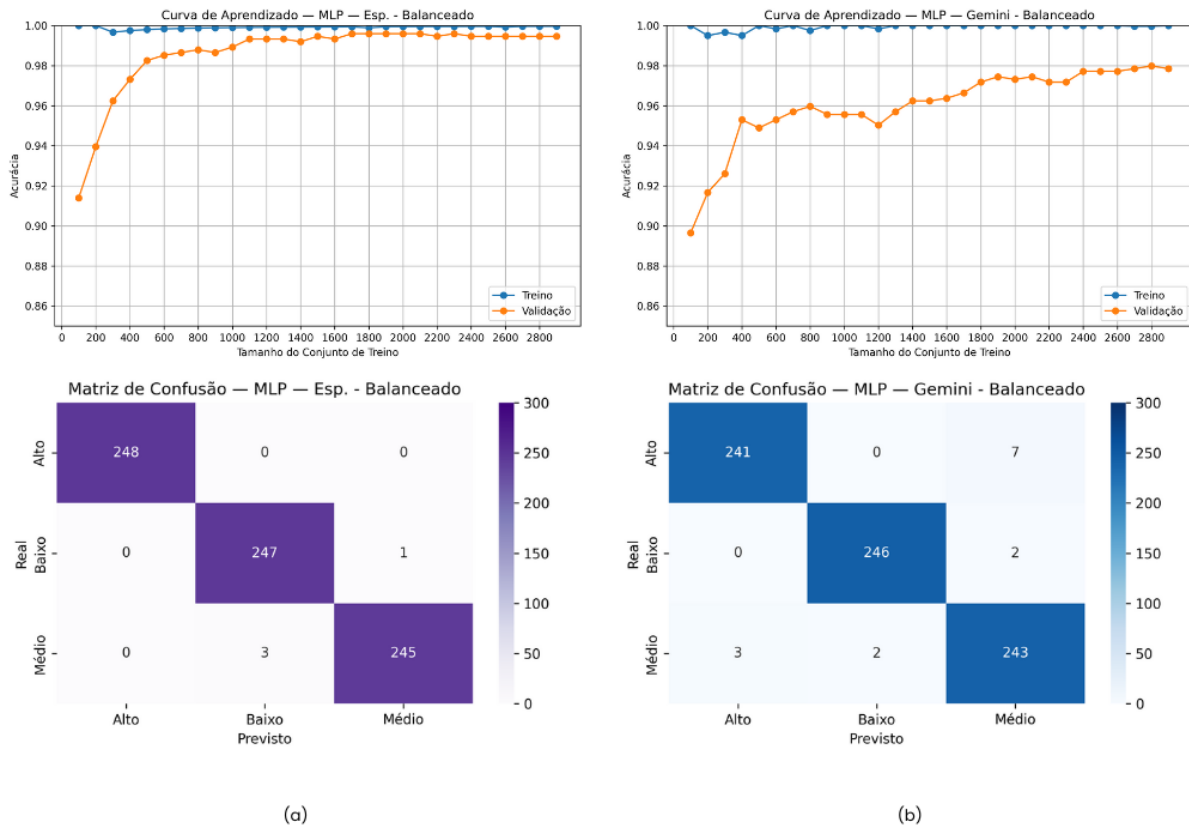 Curva de Aprendizado — MLP — Esp. - Balanceado
1.00
0.98
0.96
0.94
0.92
0.90
0.88
0.86
Acurácia
0 200 400 600 800 1000 1200 1400 1600 1800 2000 2200 2400 2600 2800
Tamanho do Conjunto de Treino
Treino
Validação
Curva de Aprendizado — MLP — Gemini - Balanceado
1.00
0.98
0.96
0.94
0.92
0.90
0.88
0.86
Acurácia
0 200 400 600 800 1000 1200 1400 1600 1800 2000 2200 2400 2600 2800
Tamanho do Conjunto de Treino
Treino
Validação
Matriz de Confusão — MLP — Esp. - Balanceado
Real
Alto
248 0 0
Baixo
0 247 1
Médio
0 3 245
Alto Baixo Médio
Previsto
300
250
200
150
100
50
0
Matriz de Confusão — MLP — Gemini - Balanceado
Real
Alto
241 0 7
Baixo
0 246 2
Médio
3 2 243
Alto Baixo Médio
Previsto
300
250
200
150
100
50
0
(a)
(b)